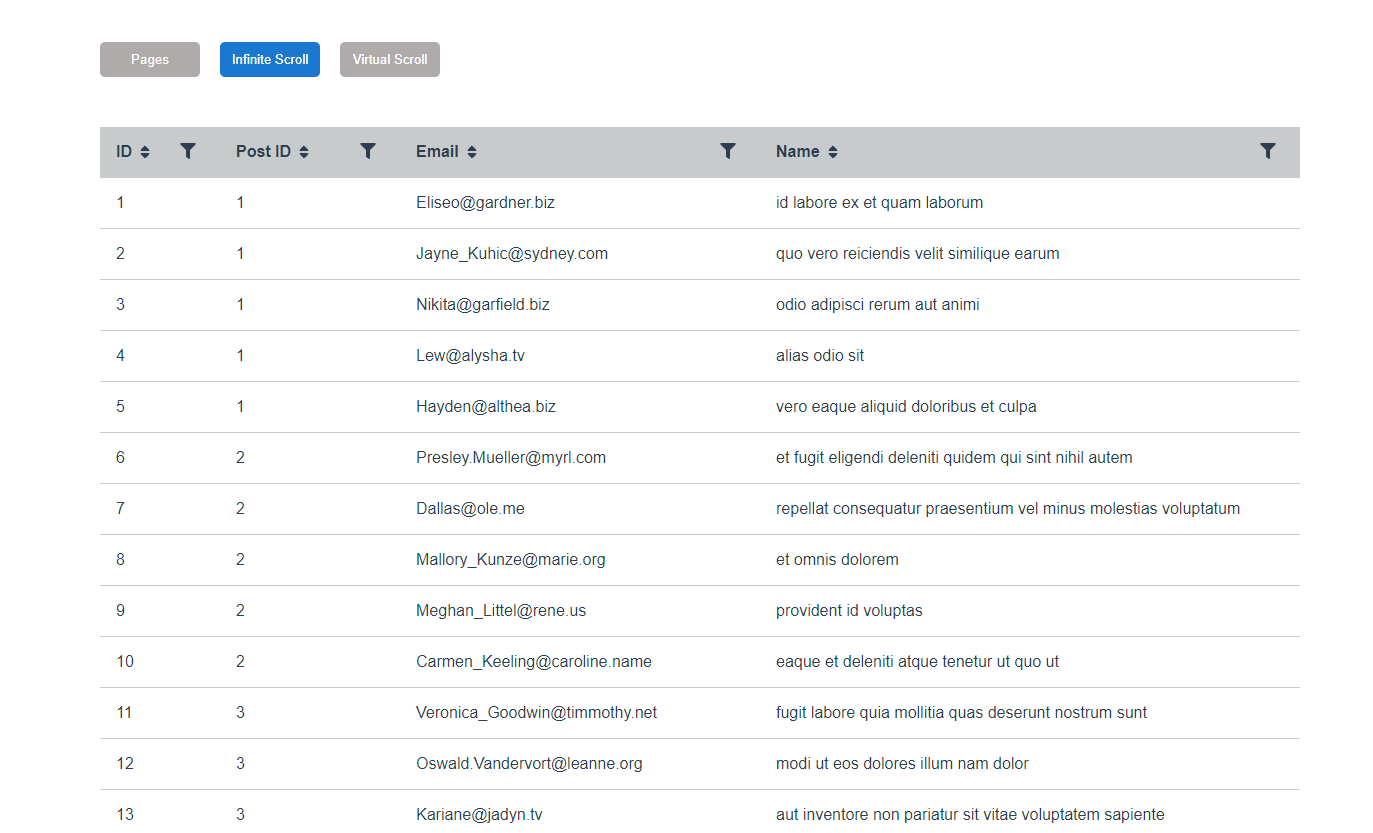 Pages Infinite Scroll Virtual Scroll
ID Post ID Email Name
1 1 Eliseo@gardner.biz id labore ex et quam laborum
2 1 Jayne_Kuhic@sydney.com quo vero reiciendis velit similique earum
3 1 Nikita@garfield.biz odio adipisci rerum aut animi
4 1 Lew@alysha.tv alias odio sit
5 1 Hayden@althea.biz vero eaque aliquid doloribus et culpa
6 2 Presley.Mueller@myrl.com et fugit eligendi deleniti quidem qui sint nihil autem
7 2 Dallas@ole.me repellat consequatur praesentium vel minus molestias voluptatum
8 2 Mallory_Kunze@marie.org et omnis dolorem
9 2 Meghan_Littel@rene.us provident id voluptas
10 2 Carmen_Keeling@caroline.name eaque et deleniti atque tenetur ut quo ut
11 3 Veronica_Goodwin@timmothy.net fugit labore quia mollitia quas deserunt nostrum sunt
12 3 Oswald.Vandervort@leanne.org modi ut eos dolores illum nam dolor
13 3 Kariane@jadyn.tv aut inventore non pariatur sit vitae voluptatem sapiente